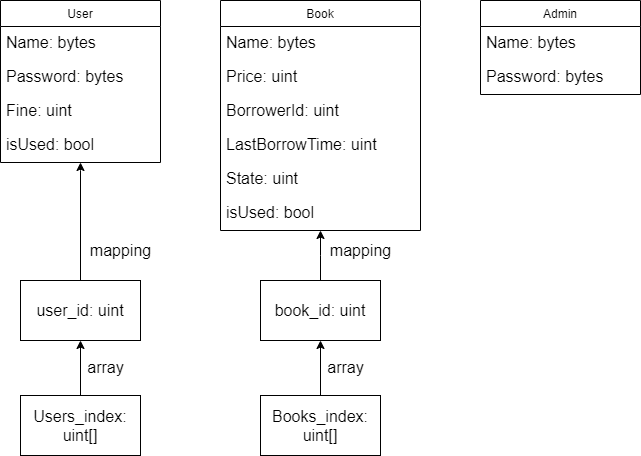 User
Name: bytes
Password: bytes
Fine: uint
isUsed: bool
mapping
user_id: uint
array
Users_index:
uint[]
Book
Name: bytes
Price: uint
BorrowerId: uint
LastBorrowTime: uint
State: uint
isUsed: bool
mapping
book_id: uint
array
Books_index:
uint[]
Admin
Name: bytes
Password: bytes